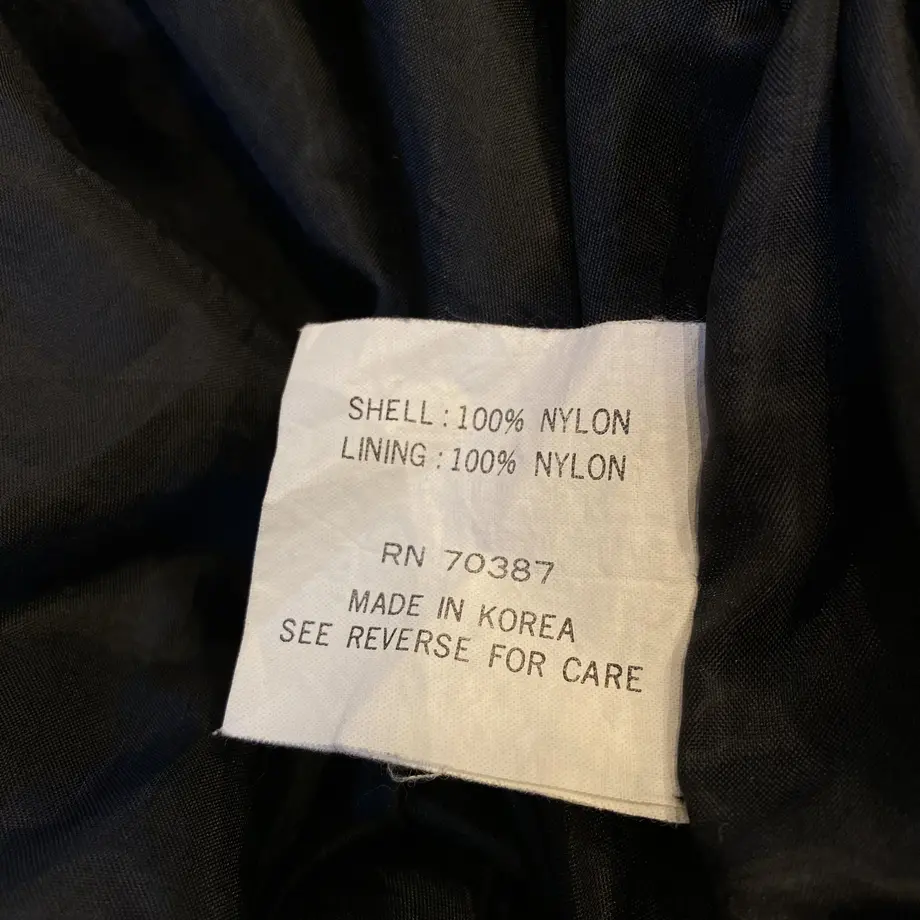 SHELL : 100% NYLON
LINING : 100% NYLON
RN 70387
MADE IN KOREA
SEE REVERSE FOR CARE